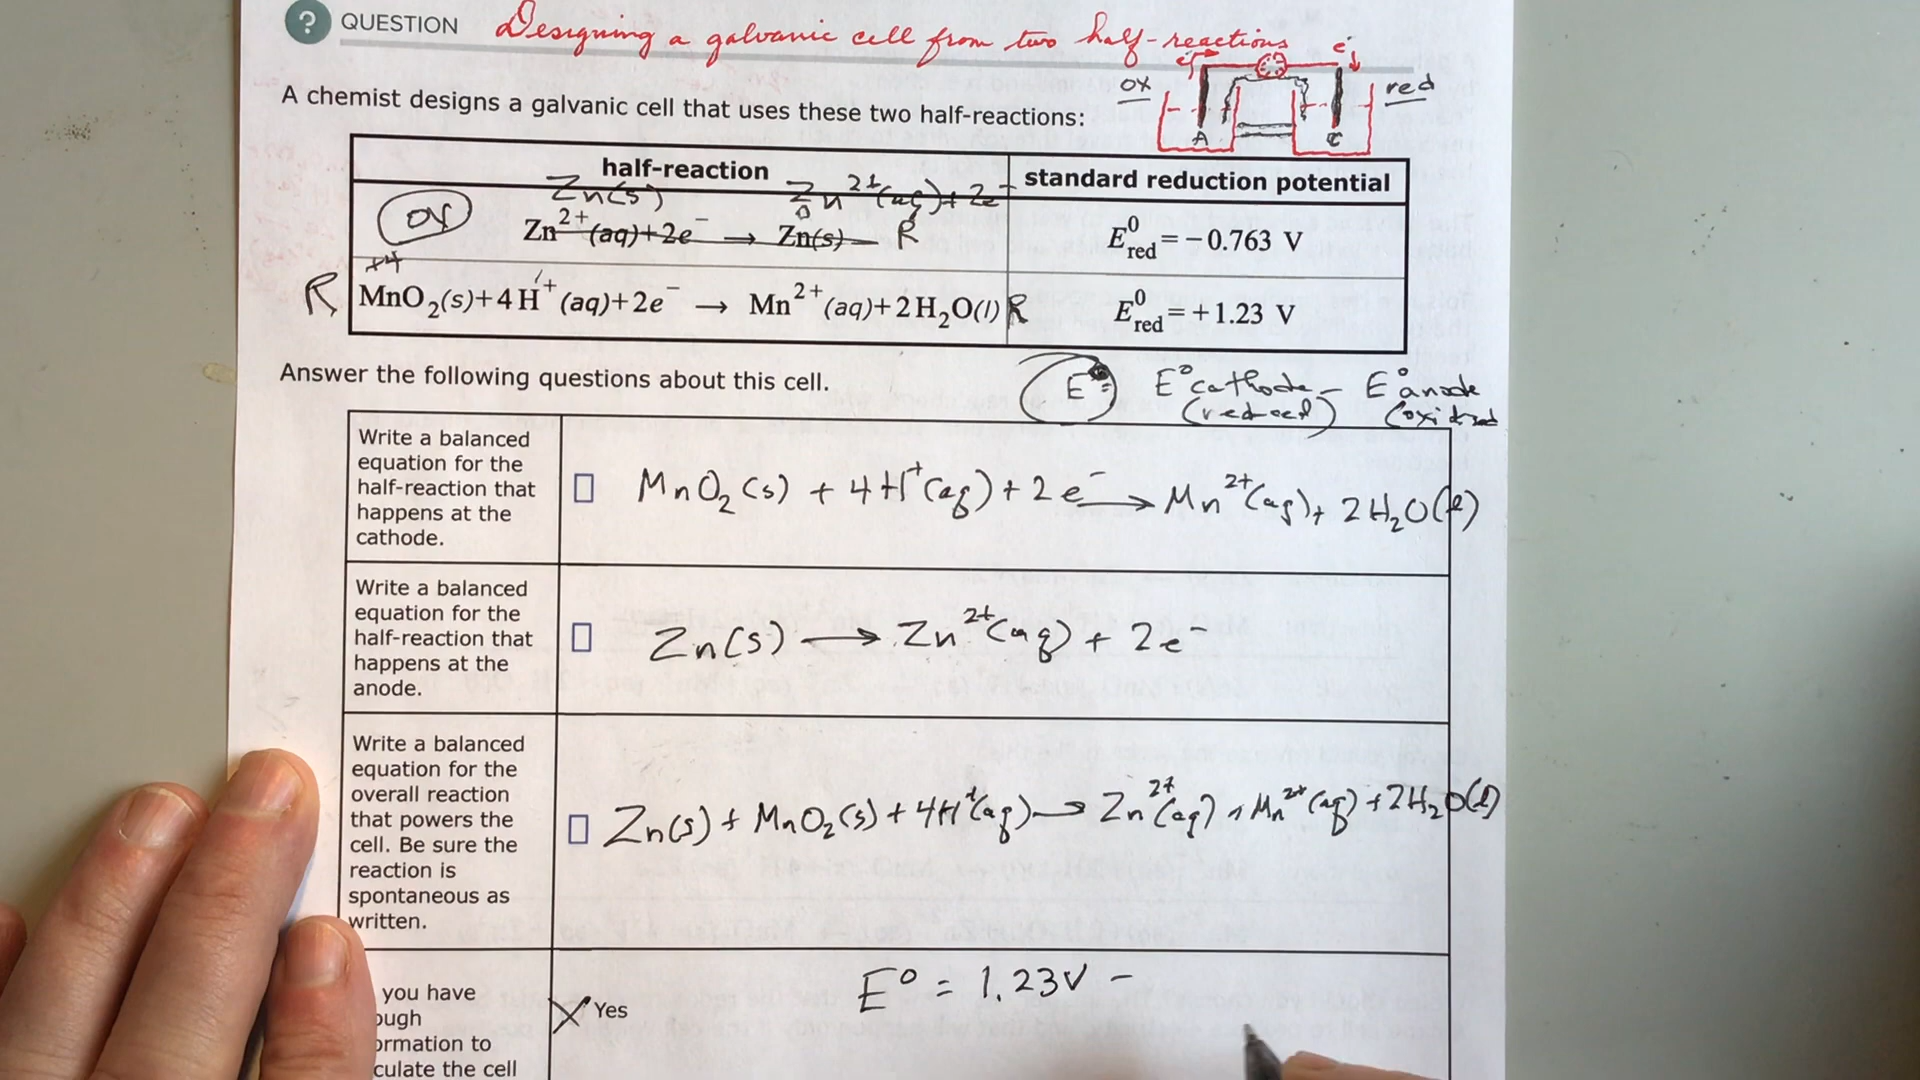 ? QUESTION Designing a galvanic cell from two half-reactions
e⁻ e⁻
ox red
A chemist designs a galvanic cell that uses these two half-reactions:
A C
half-reaction standard reduction potential
Zn(s) Zn²⁺(aq)+2e⁻
0
ox Zn²⁺(aq)+2e⁻ → Zn(s) R E⁰red = −0.763 V
+4
R MnO₂(s)+4H⁺(aq)+2e⁻ → Mn²⁺(aq)+2H₂O(l) R E⁰red = +1.23 V
Answer the following questions about this cell.
E° = E°cathode − E°anode
(reduced) (oxidized
Write a balanced
equation for the
half-reaction that
happens at the
cathode.
MnO₂(s) + 4H⁺(aq) + 2e⁻ → Mn²⁺(aq) + 2H₂O(l)
Write a balanced
equation for the
half-reaction that
happens at the
anode.
Zn(s) → Zn²⁺(aq) + 2e⁻
Write a balanced
equation for the
overall reaction
that powers the
cell. Be sure the
reaction is
spontaneous as
written.
Zn(s) + MnO₂(s) + 4H⁺(aq) → Zn²⁺(aq) + Mn²⁺(aq) + 2H₂O(l)
you have
ough
ormation to
culate the cell
X Yes
E° = 1.23V −